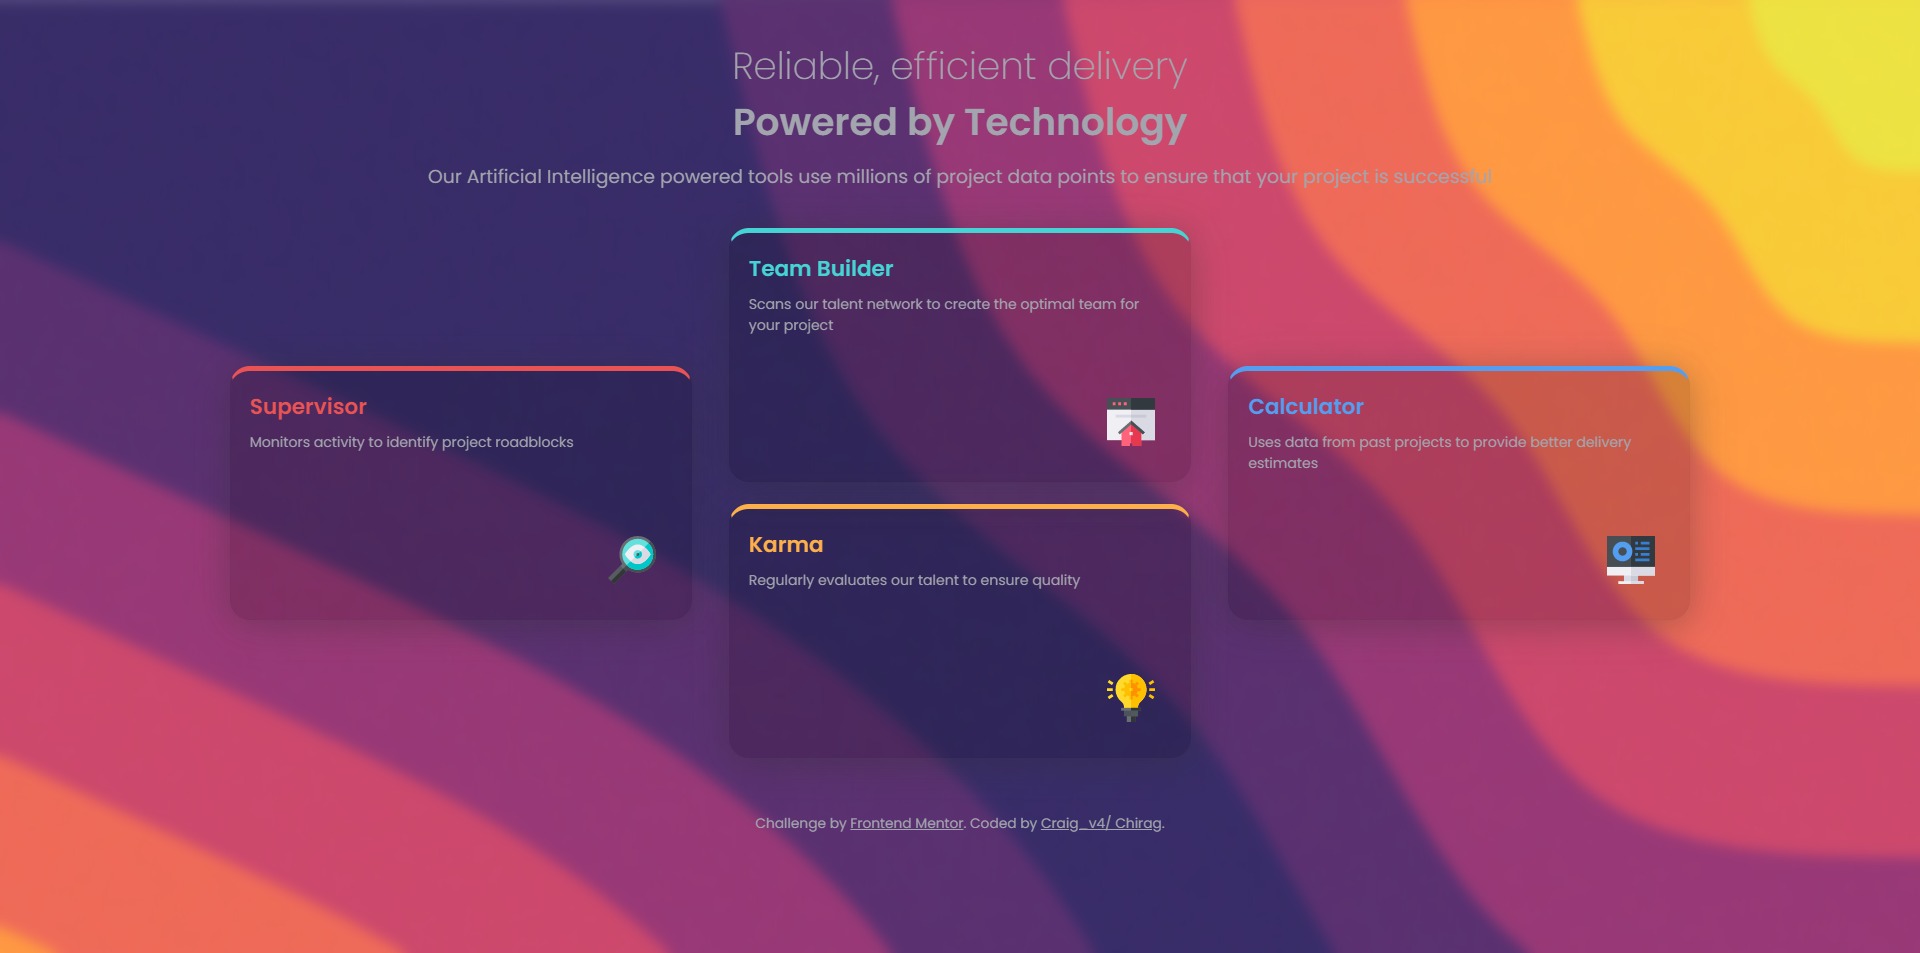 Reliable, efficient delivery
Powered by Technology
Our Artificial Intelligence powered tools use millions of project data points to ensure that your project is successful
Supervisor
Monitors activity to identify project roadblocks
Team Builder
Scans our talent network to create the optimal team for
your project
Karma
Regularly evaluates our talent to ensure quality
Calculator
Uses data from past projects to provide better delivery
estimates
Challenge by Frontend Mentor. Coded by Craig_v4/ Chirag.